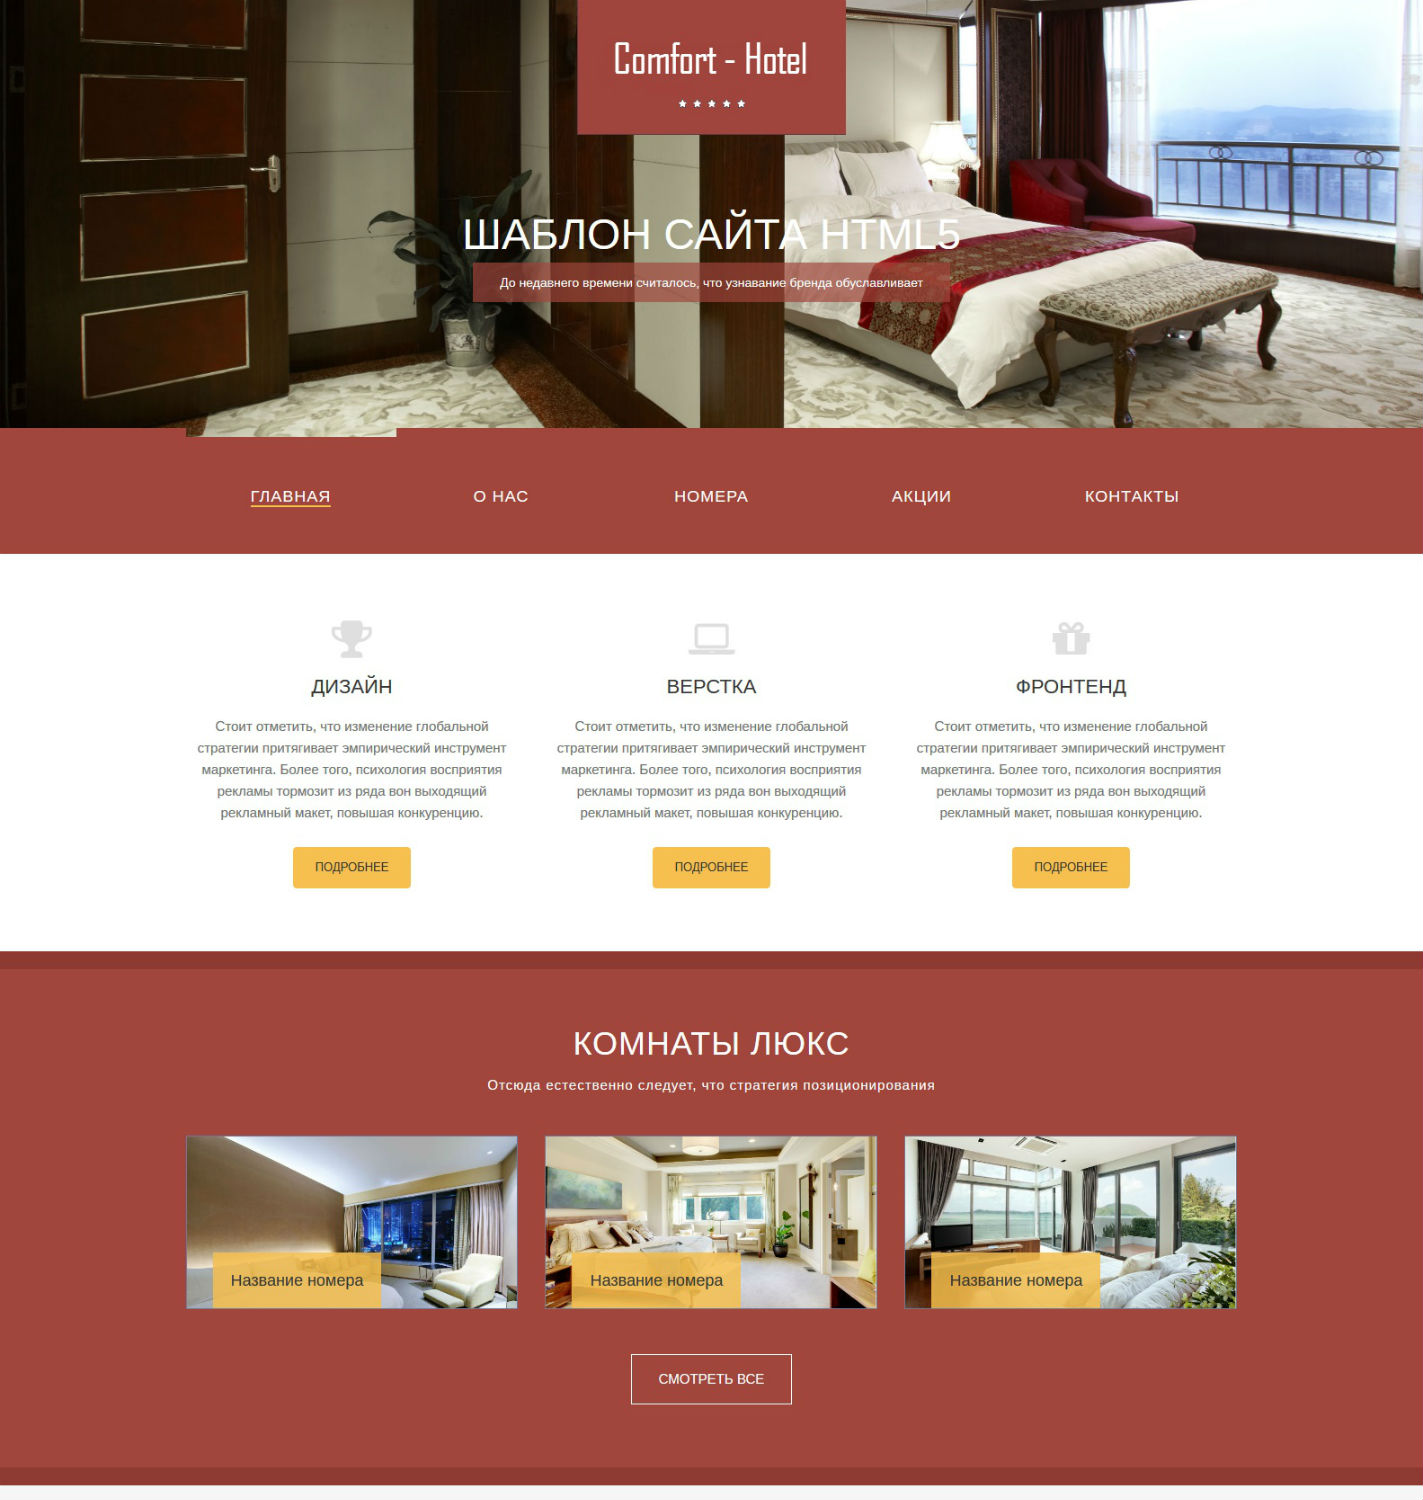 Comfort - Hotel
ШАБЛОН САЙТА HTML5
До недавнего времени считалось, что узнавание бренда обуславливает
ГЛАВНАЯ О НАС НОМЕРА АКЦИИ КОНТАКТЫ
ДИЗАЙН
Стоит отметить, что изменение глобальной
стратегии притягивает эмпирический инструмент
маркетинга. Более того, психология восприятия
рекламы тормозит из ряда вон выходящий
рекламный макет, повышая конкуренцию.
ПОДРОБНЕЕ
ВЕРСТКА
Стоит отметить, что изменение глобальной
стратегии притягивает эмпирический инструмент
маркетинга. Более того, психология восприятия
рекламы тормозит из ряда вон выходящий
рекламный макет, повышая конкуренцию.
ПОДРОБНЕЕ
ФРОНТЕНД
Стоит отметить, что изменение глобальной
стратегии притягивает эмпирический инструмент
маркетинга. Более того, психология восприятия
рекламы тормозит из ряда вон выходящий
рекламный макет, повышая конкуренцию.
ПОДРОБНЕЕ
КОМНАТЫ ЛЮКС
Отсюда естественно следует, что стратегия позиционирования
Название номера
Название номера
Название номера
СМОТРЕТЬ ВСЕ